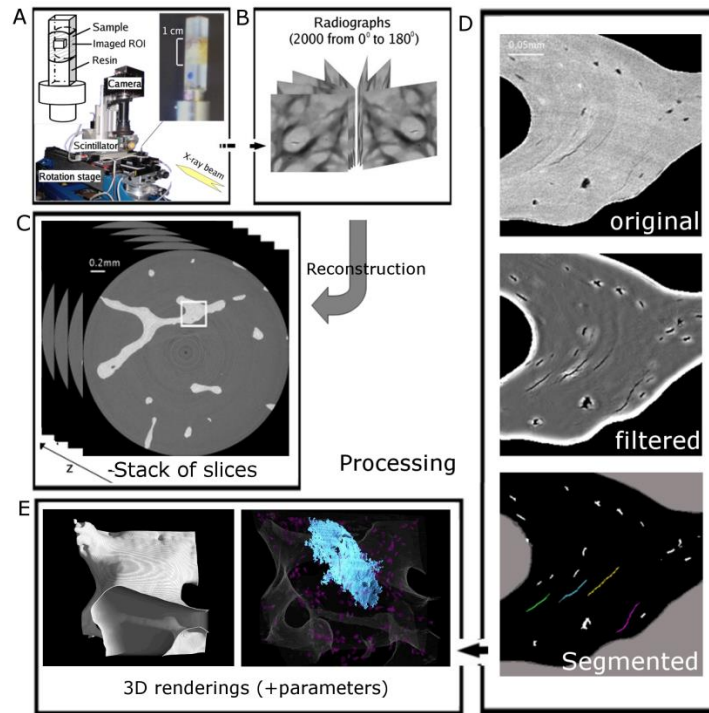 A
Sample
Imaged ROI
Resin
1 cm
Camera
Scintillator
Rotation stage
X-ray beam
B
Radiographs
(2000 from 0° to 180°)
C
0.2mm
z
-Stack of slices
Reconstruction
Processing
D
0.05mm
original
filtered
Segmented
E
3D renderings (+parameters)